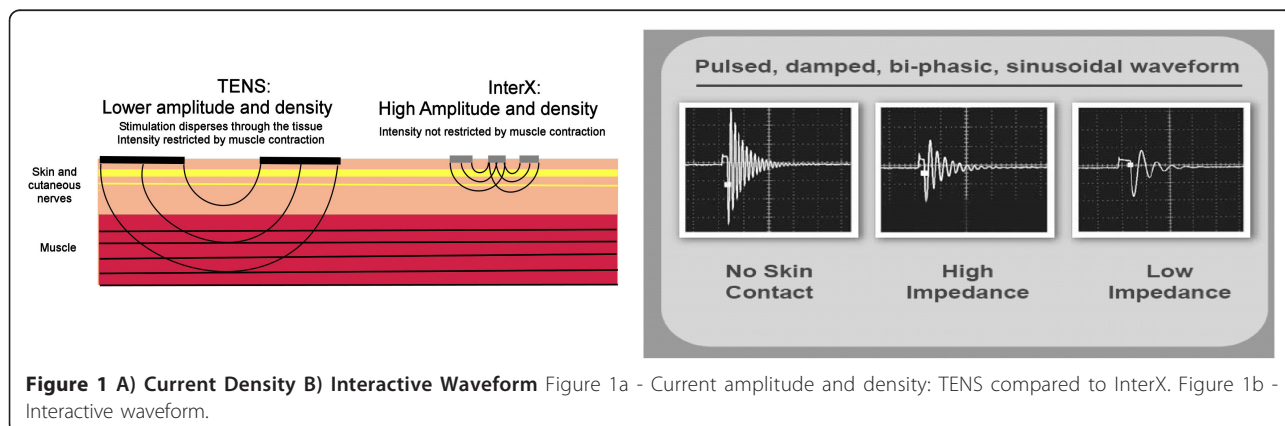 TENS:
Lower amplitude and density
Stimulation disperses through the tissue
Intensity restricted by muscle contraction
InterX:
High Amplitude and density
Intensity not restricted by muscle contraction
Skin and
cutaneous
nerves
Muscle
Pulsed, damped, bi-phasic, sinusoidal waveform
No Skin
Contact
High
Impedance
Low
Impedance
Figure 1 A) Current Density B) Interactive Waveform Figure 1a - Current amplitude and density: TENS compared to InterX. Figure 1b -
Interactive waveform.